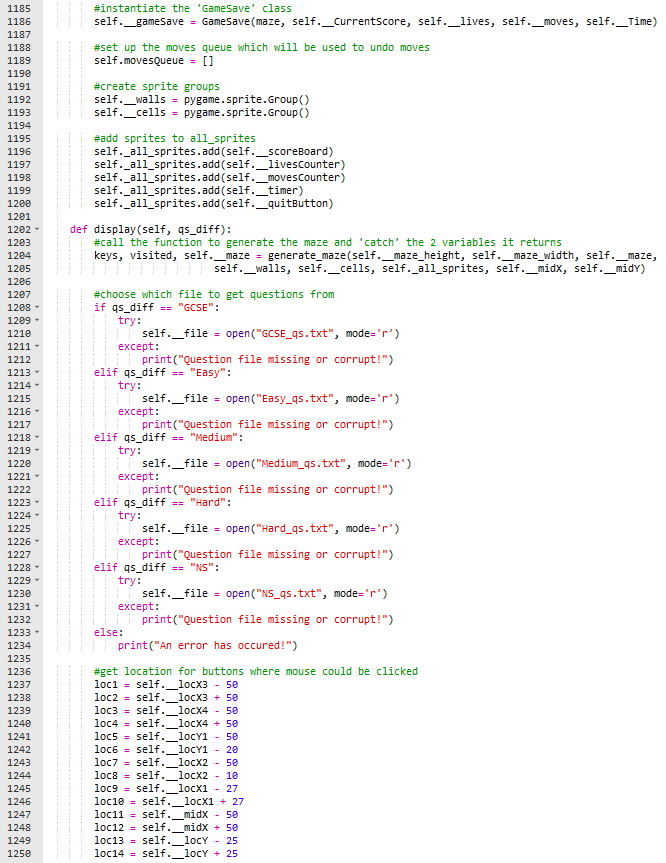 1185 #instantiate the 'GameSave' class
1186 self.__gameSave = GameSave(maze, self.__CurrentScore, self.__lives, self.__moves, self.__Time)
1187
1188 #set up the moves queue which will be used to undo moves
1189 self.movesQueue = []
1190
1191 #create sprite groups
1192 self.__walls = pygame.sprite.Group()
1193 self.__cells = pygame.sprite.Group()
1194
1195 #add sprites to all_sprites
1196 self._all_sprites.add(self.__scoreBoard)
1197 self._all_sprites.add(self.__livesCounter)
1198 self._all_sprites.add(self.__movesCounter)
1199 self._all_sprites.add(self.__timer)
1200 self._all_sprites.add(self.__quitButton)
1201
1202 def display(self, qs_diff):
1203 #call the function to generate the maze and 'catch' the 2 variables it returns
1204 keys, visited, self.__maze = generate_maze(self.__maze_height, self.__maze_width, self.__maze,
1205 self.__walls, self.__cells, self._all_sprites, self.__midX, self.__midY)
1206
1207 #choose which file to get questions from
1208 if qs_diff == "GCSE":
1209 try:
1210 self.__file = open("GCSE_qs.txt", mode='r')
1211 except:
1212 print("Question file missing or corrupt!")
1213 elif qs_diff == "Easy":
1214 try:
1215 self.__file = open("Easy_qs.txt", mode='r')
1216 except:
1217 print("Question file missing or corrupt!")
1218 elif qs_diff == "Medium":
1219 try:
1220 self.__file = open("Medium_qs.txt", mode='r')
1221 except:
1222 print("Question file missing or corrupt!")
1223 elif qs_diff == "Hard":
1224 try:
1225 self.__file = open("Hard_qs.txt", mode='r')
1226 except:
1227 print("Question file missing or corrupt!")
1228 elif qs_diff == "NS":
1229 try:
1230 self.__file = open("NS_qs.txt", mode='r')
1231 except:
1232 print("Question file missing or corrupt!")
1233 else:
1234 print("An error has occured!")
1235
1236 #get location for buttons where mouse could be clicked
1237 loc1 = self.__locX3 - 50
1238 loc2 = self.__locX3 + 50
1239 loc3 = self.__locX4 - 50
1240 loc4 = self.__locX4 + 50
1241 loc5 = self.__locY1 - 50
1242 loc6 = self.__locY1 - 20
1243 loc7 = self.__locX2 - 50
1244 loc8 = self.__locX2 - 10
1245 loc9 = self.__locX1 - 27
1246 loc10 = self.__locX1 + 27
1247 loc11 = self.__midX - 50
1248 loc12 = self.__midX + 50
1249 loc13 = self.__locY - 25
1250 loc14 = self.__locY + 25